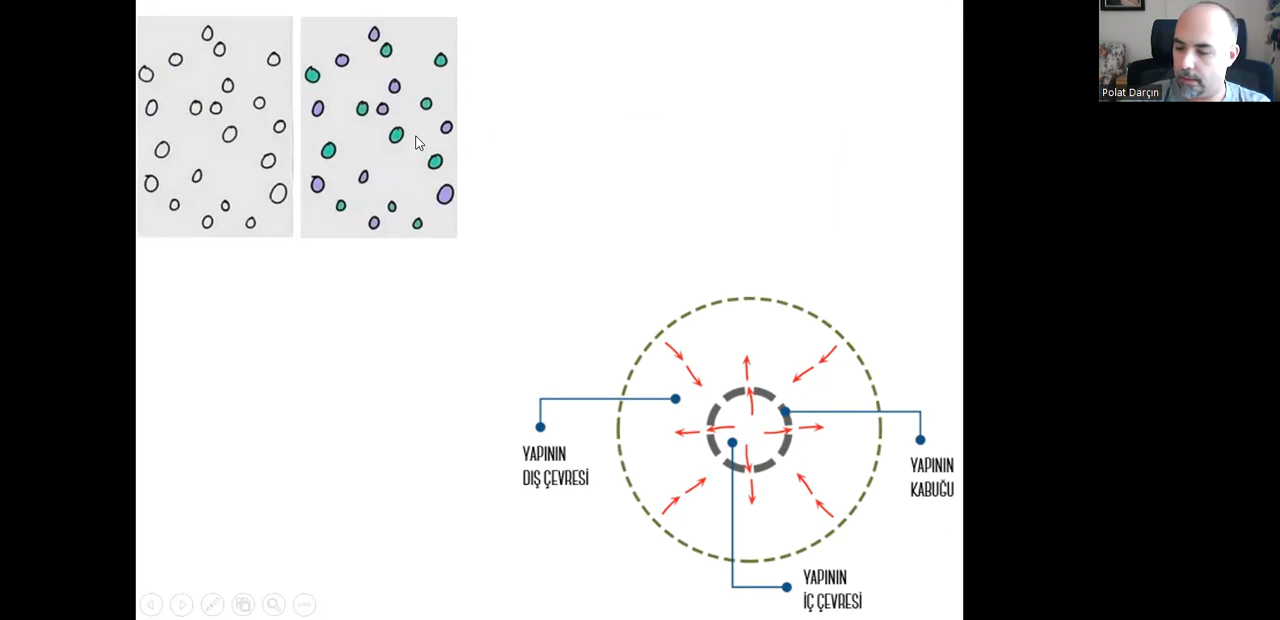 Polat Darçın
YAPININ
DIŞ ÇEVRESİ
YAPININ
KABUĞU
YAPININ
İÇ ÇEVRESİ